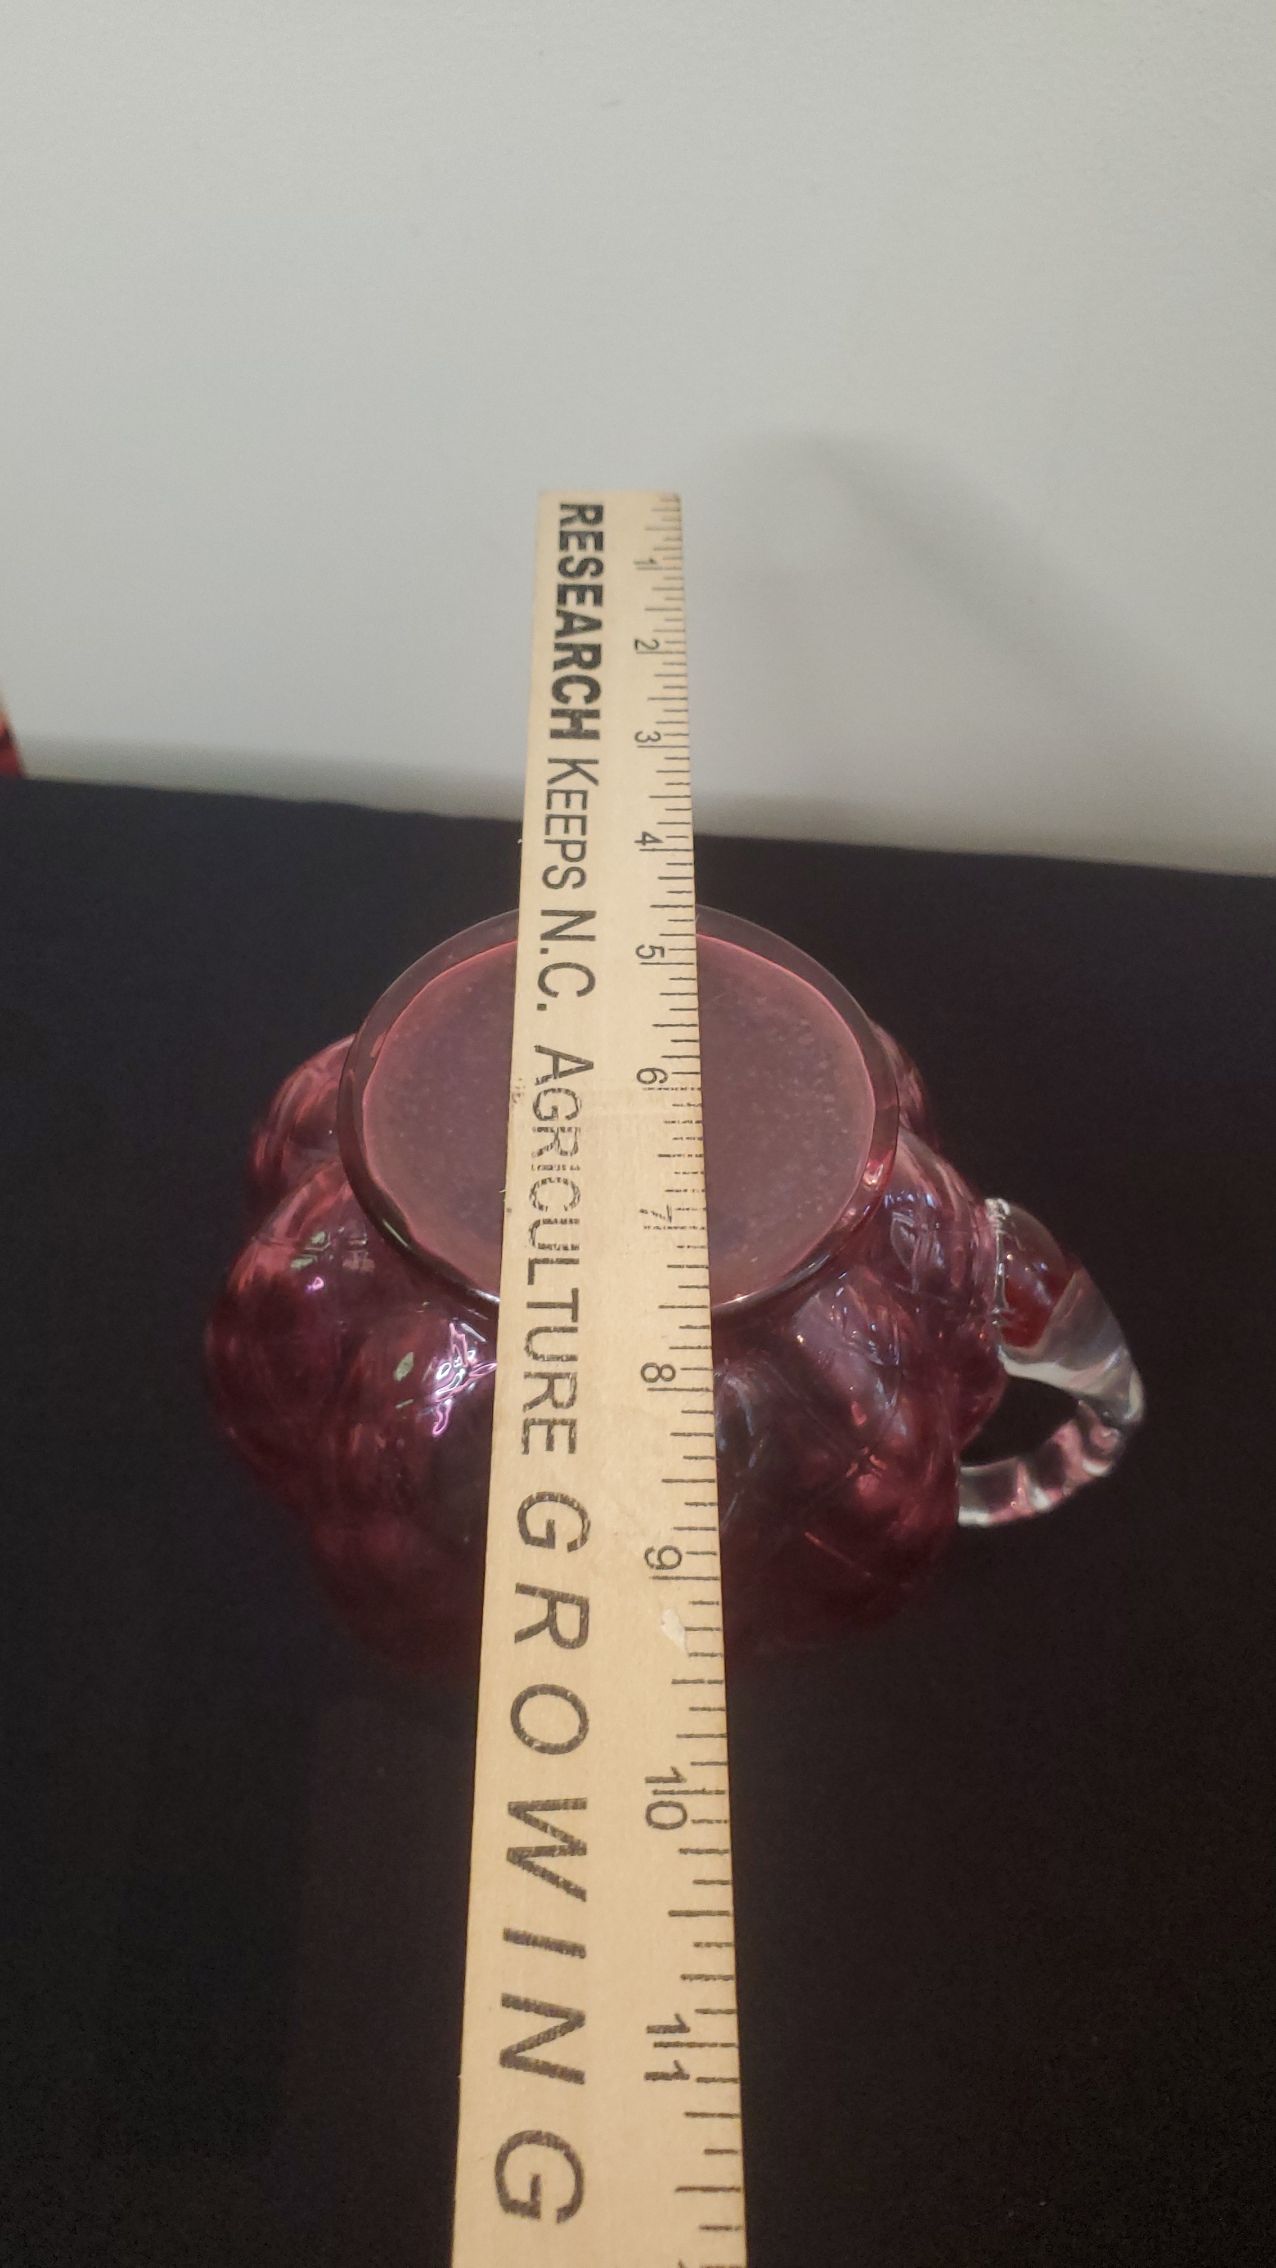 RESEARCH KEEPS N.C. AGRICULTURE GROWING
1 2 3 4 5 6 7 8 9 10 11